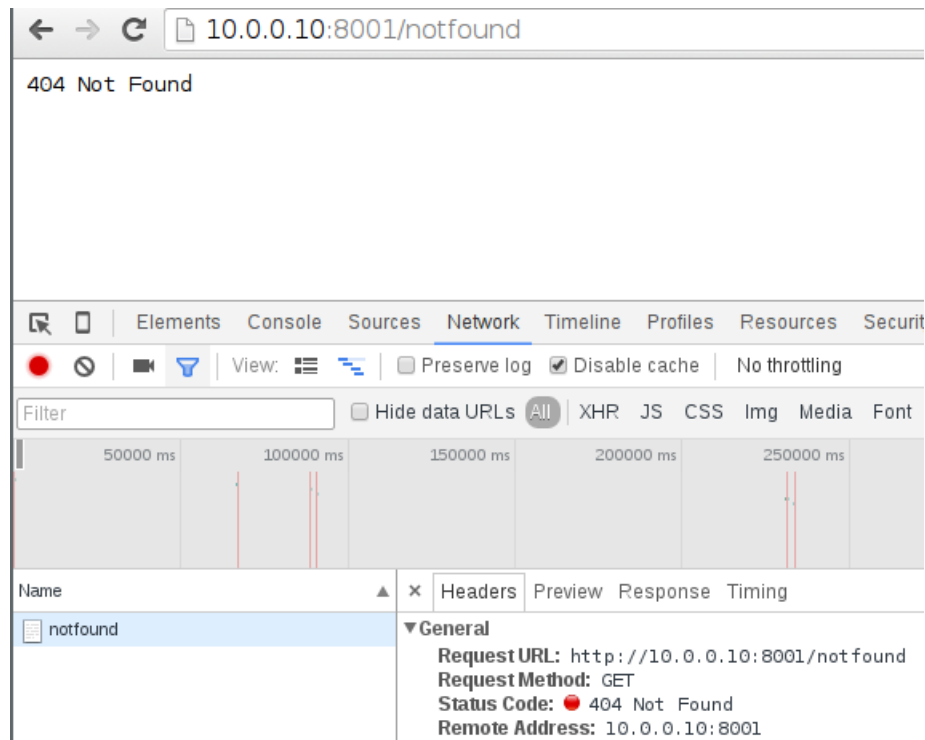 10.0.0.10:8001/notfound
404 Not Found
Elements Console Sources Network Timeline Profiles Resources Securit
View: Preserve log Disable cache No throttling
Filter Hide data URLs All XHR JS CSS Img Media Font
50000 ms 100000 ms 150000 ms 200000 ms 250000 ms
Name × Headers Preview Response Timing
notfound
General
Request URL: http://10.0.0.10:8001/notfound
Request Method: GET
Status Code: 404 Not Found
Remote Address: 10.0.0.10:8001